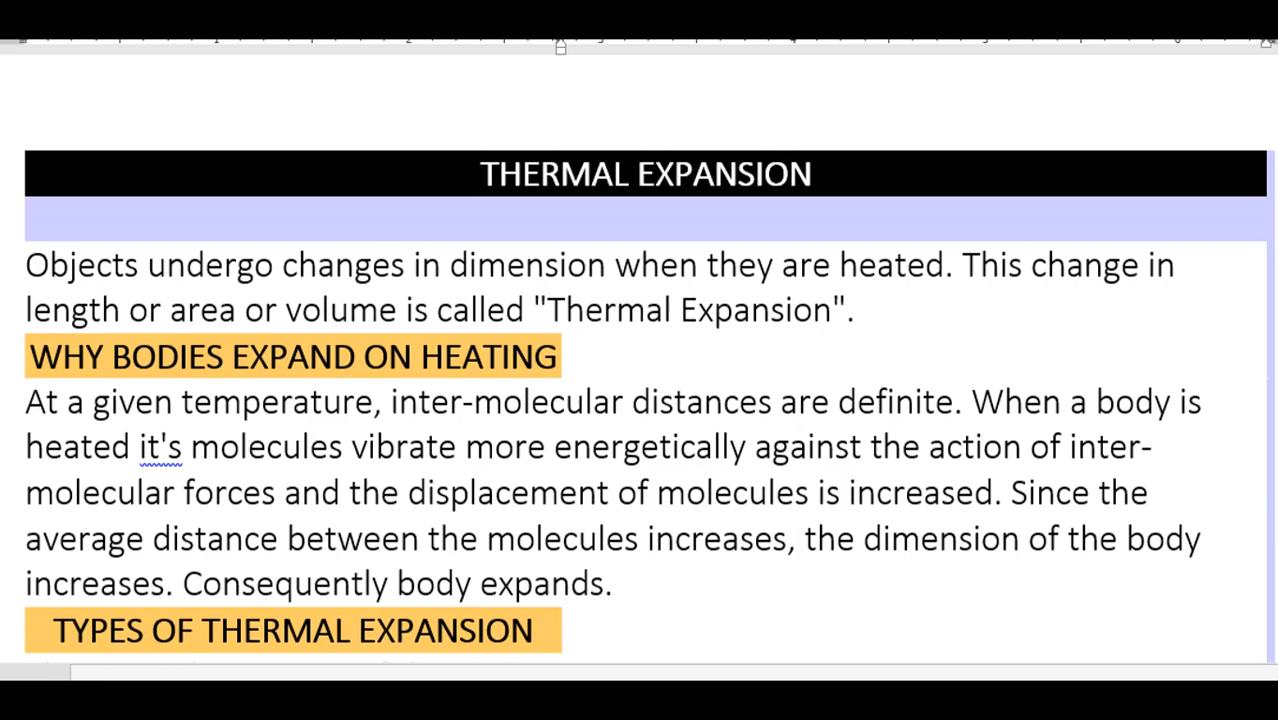 THERMAL EXPANSION
Objects undergo changes in dimension when they are heated. This change in
length or area or volume is called "Thermal Expansion".
WHY BODIES EXPAND ON HEATING
At a given temperature, inter-molecular distances are definite. When a body is
heated it's molecules vibrate more energetically against the action of inter-
molecular forces and the displacement of molecules is increased. Since the
average distance between the molecules increases, the dimension of the body
increases. Consequently body expands.
TYPES OF THERMAL EXPANSION